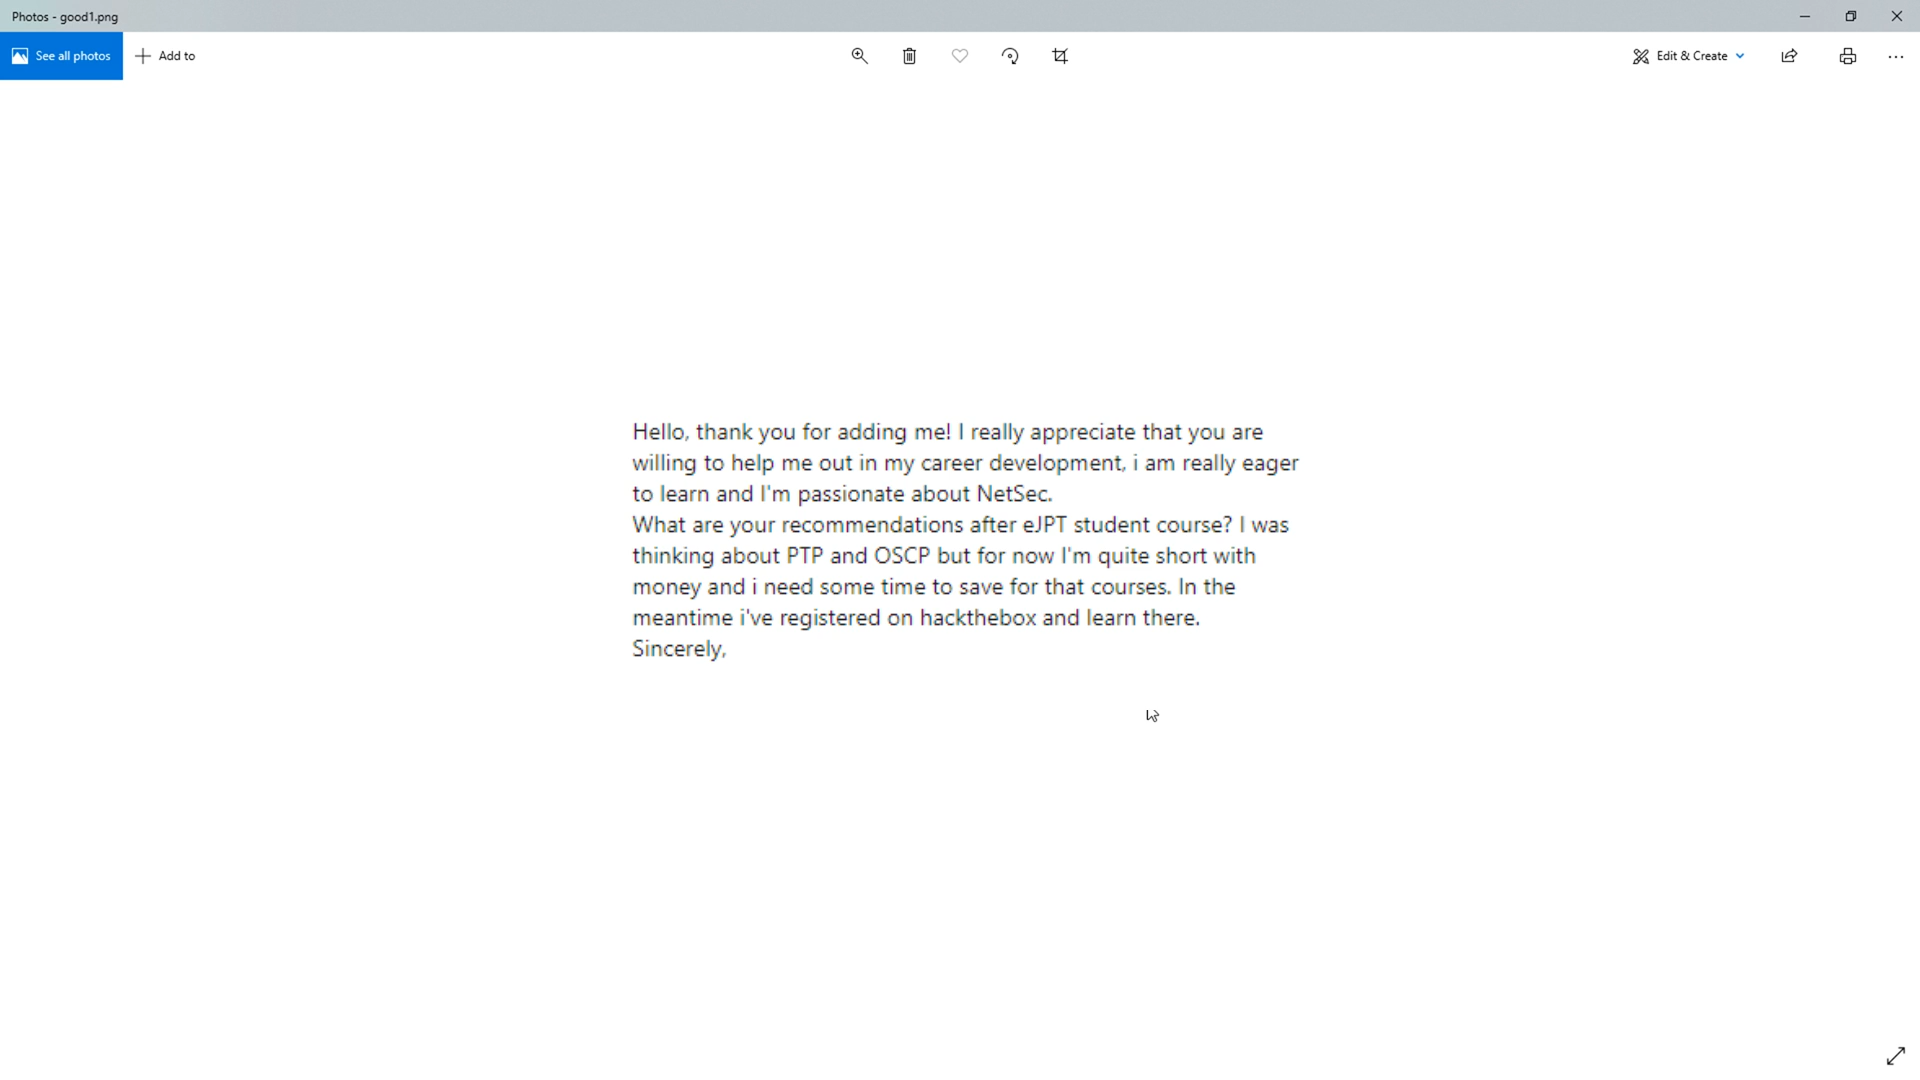 Photos - good1.png
See all photos
Add to
Edit & Create
Hello, thank you for adding me! I really appreciate that you are
willing to help me out in my career development, i am really eager
to learn and I'm passionate about NetSec.
What are your recommendations after eJPT student course? I was
thinking about PTP and OSCP but for now I'm quite short with
money and i need some time to save for that courses. In the
meantime i've registered on hackthebox and learn there.
Sincerely,